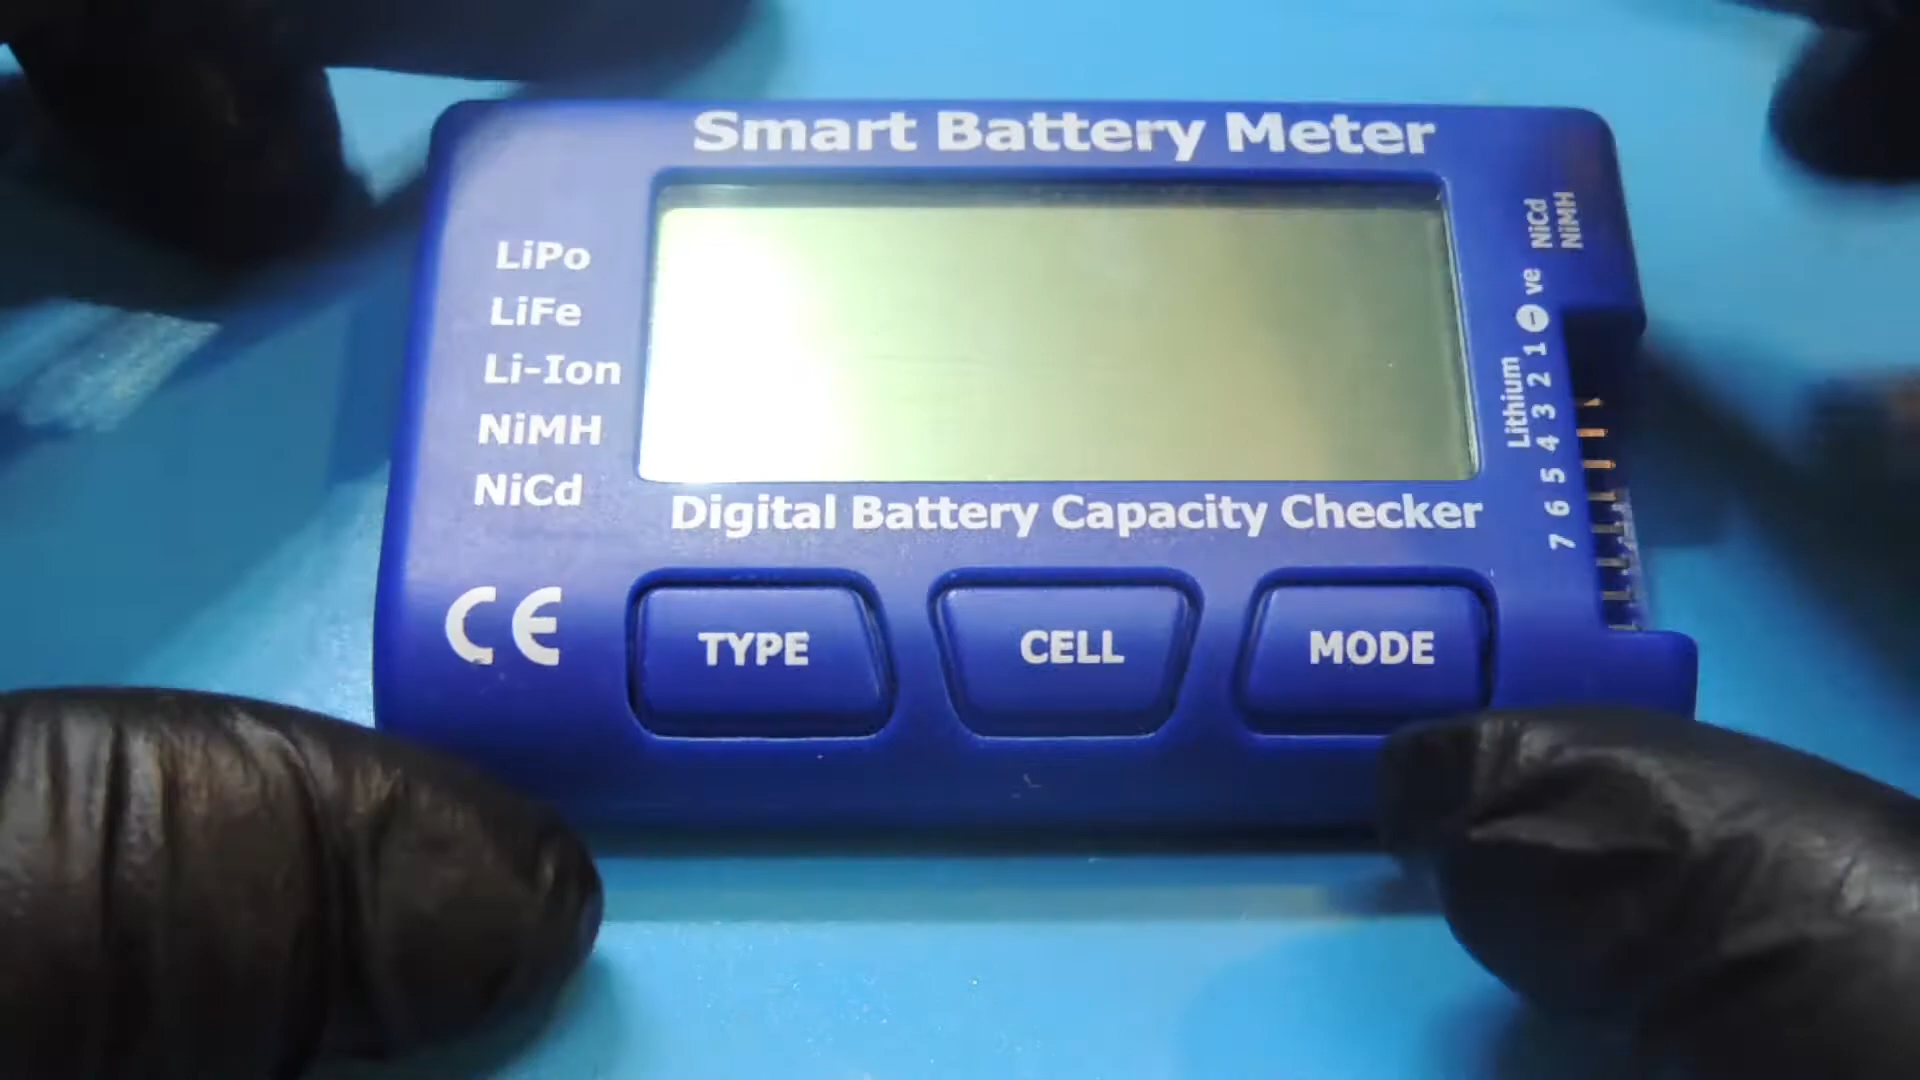 Smart Battery Meter
LiPo
LiFe
Li-Ion
NiMH
NiCd
Digital Battery Capacity Checker
CE
TYPE
CELL
MODE
NiCd
NiMH
Lithium
7 6 5 4 3 2 1 - ve